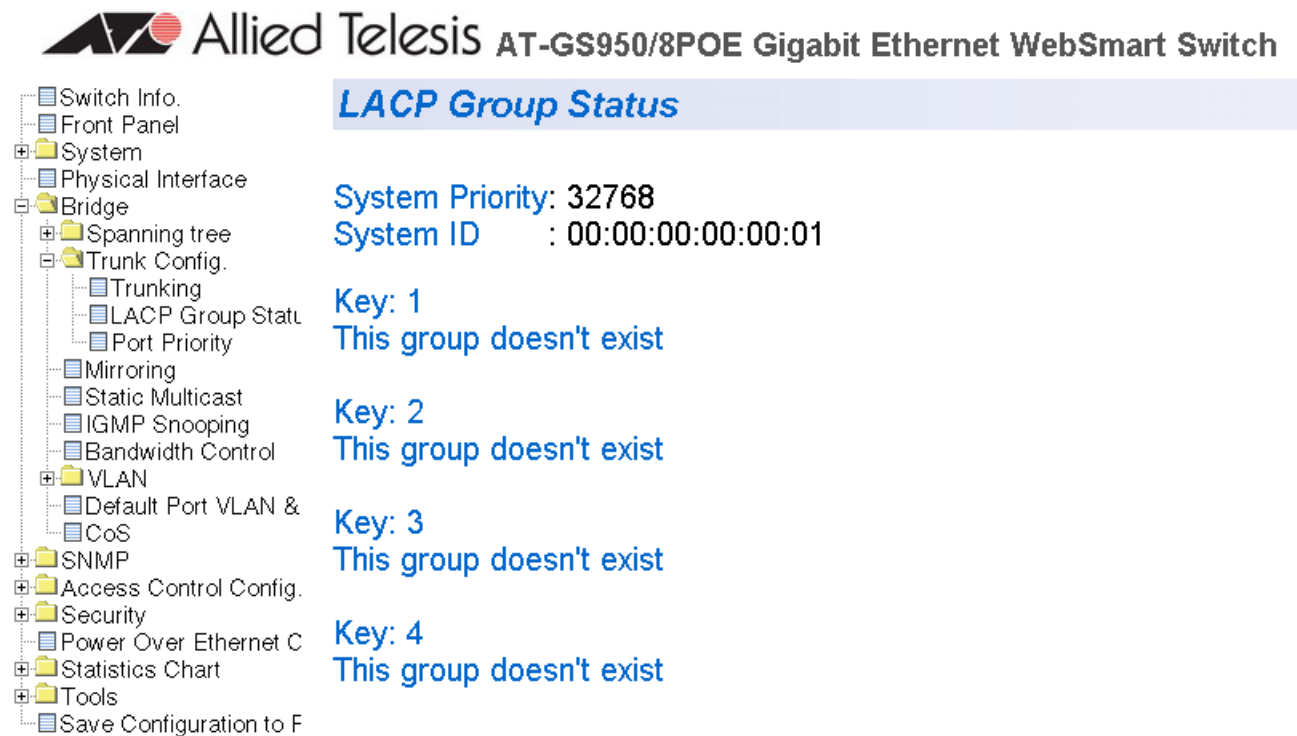 Allied Telesis AT-GS950/8POE Gigabit Ethernet WebSmart Switch
Switch Info.
Front Panel
System
Physical Interface
Bridge
Spanning tree
Trunk Config.
Trunking
LACP Group Statu
Port Priority
Mirroring
Static Multicast
IGMP Snooping
Bandwidth Control
VLAN
Default Port VLAN &
CoS
SNMP
Access Control Config.
Security
Power Over Ethernet C
Statistics Chart
Tools
Save Configuration to F
LACP Group Status
System Priority: 32768
System ID : 00:00:00:00:00:01
Key: 1
This group doesn't exist
Key: 2
This group doesn't exist
Key: 3
This group doesn't exist
Key: 4
This group doesn't exist